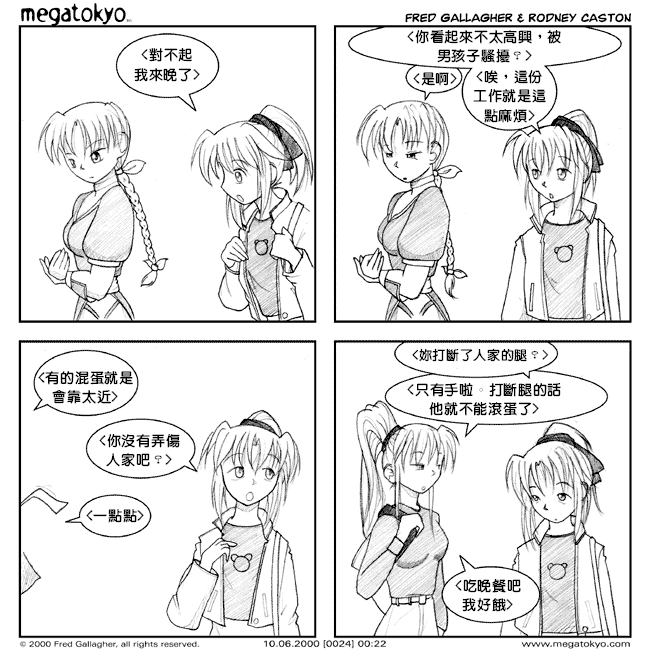 megatokyo
FRED GALLAGHER & RODNEY CASTON
<對不起
我來晚了>
<你看起來不太高興，被
男孩子騷擾？>
<是啊>
<唉，這份
工作就是這
點麻煩>
<有的混蛋就是
會靠太近>
<你沒有弄傷
人家吧？>
<一點點>
<妳打斷了人家的腿？>
<只有手啦。打斷腿的話
他就不能滾蛋了>
<吃晚餐吧
我好餓>
© 2000 Fred Gallagher, all rights reserved.
10.06.2000 [0024] 00:22
www.megatokyo.com